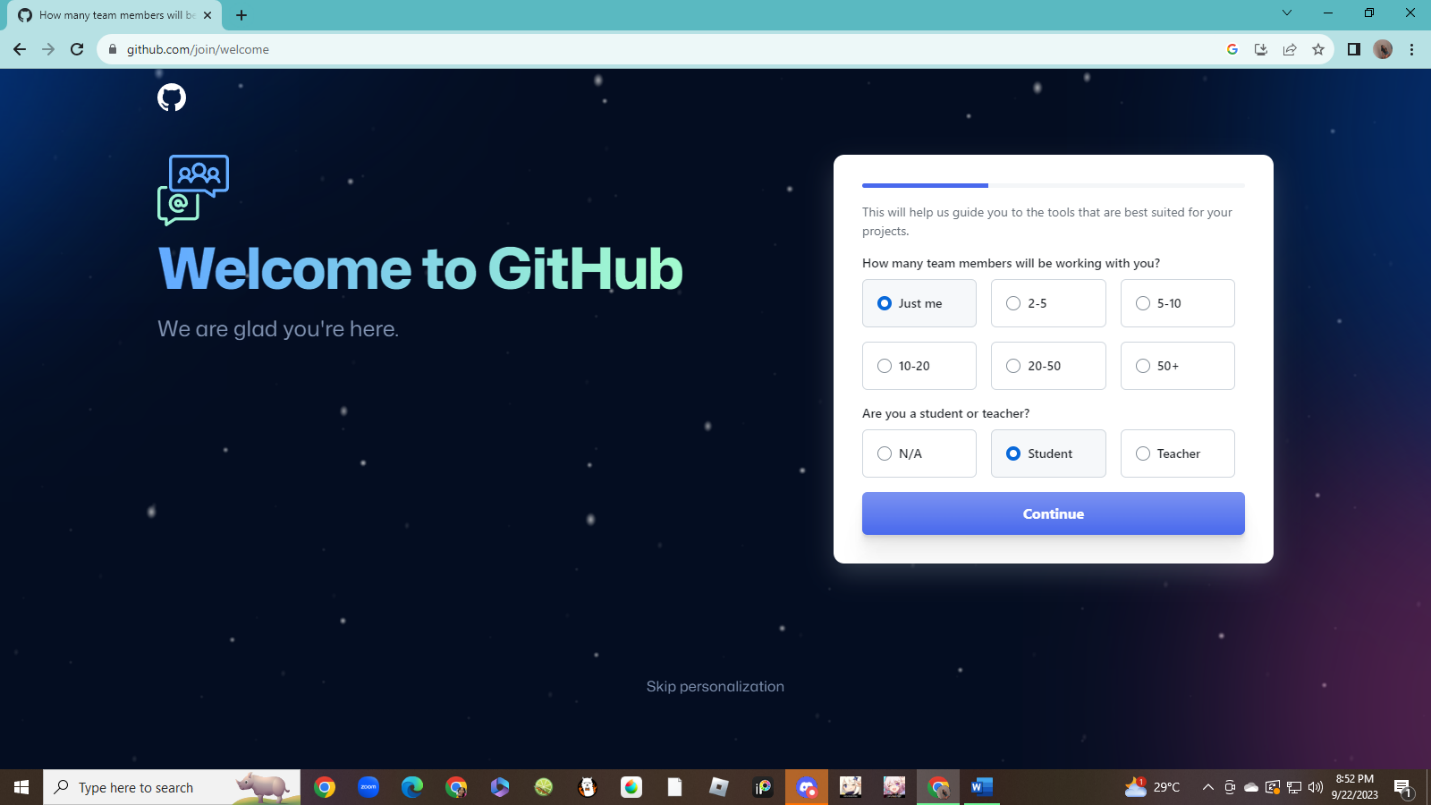 How many team members will be
github.com/join/welcome
Welcome to GitHub
We are glad you're here.
This will help us guide you to the tools that are best suited for your
projects.
How many team members will be working with you?
Just me
2-5
5-10
10-20
20-50
50+
Are you a student or teacher?
N/A
Student
Teacher
Continue
Skip personalization
Type here to search
zoom
1
29°C
8:52 PM
9/22/2023
1